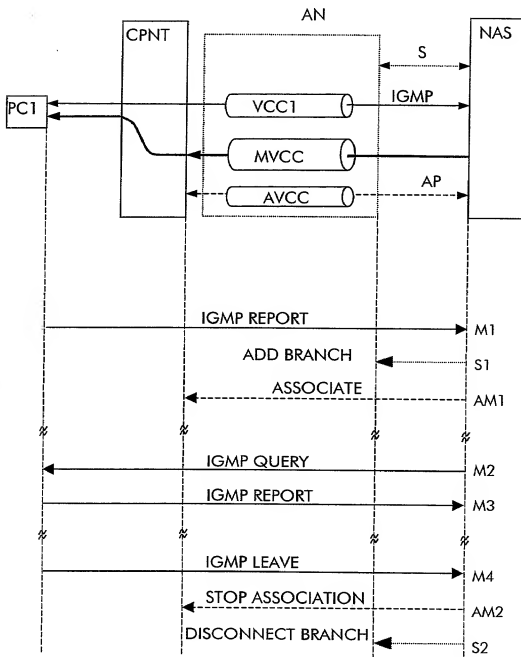 AN
CPNT
NAS
S
PC1
VCC1
IGMP
MVCC
AVCC
AP
IGMP REPORT
M1
ADD BRANCH
S1
ASSOCIATE
AM1
IGMP QUERY
M2
IGMP REPORT
M3
IGMP LEAVE
M4
STOP ASSOCIATION
AM2
DISCONNECT BRANCH
S2